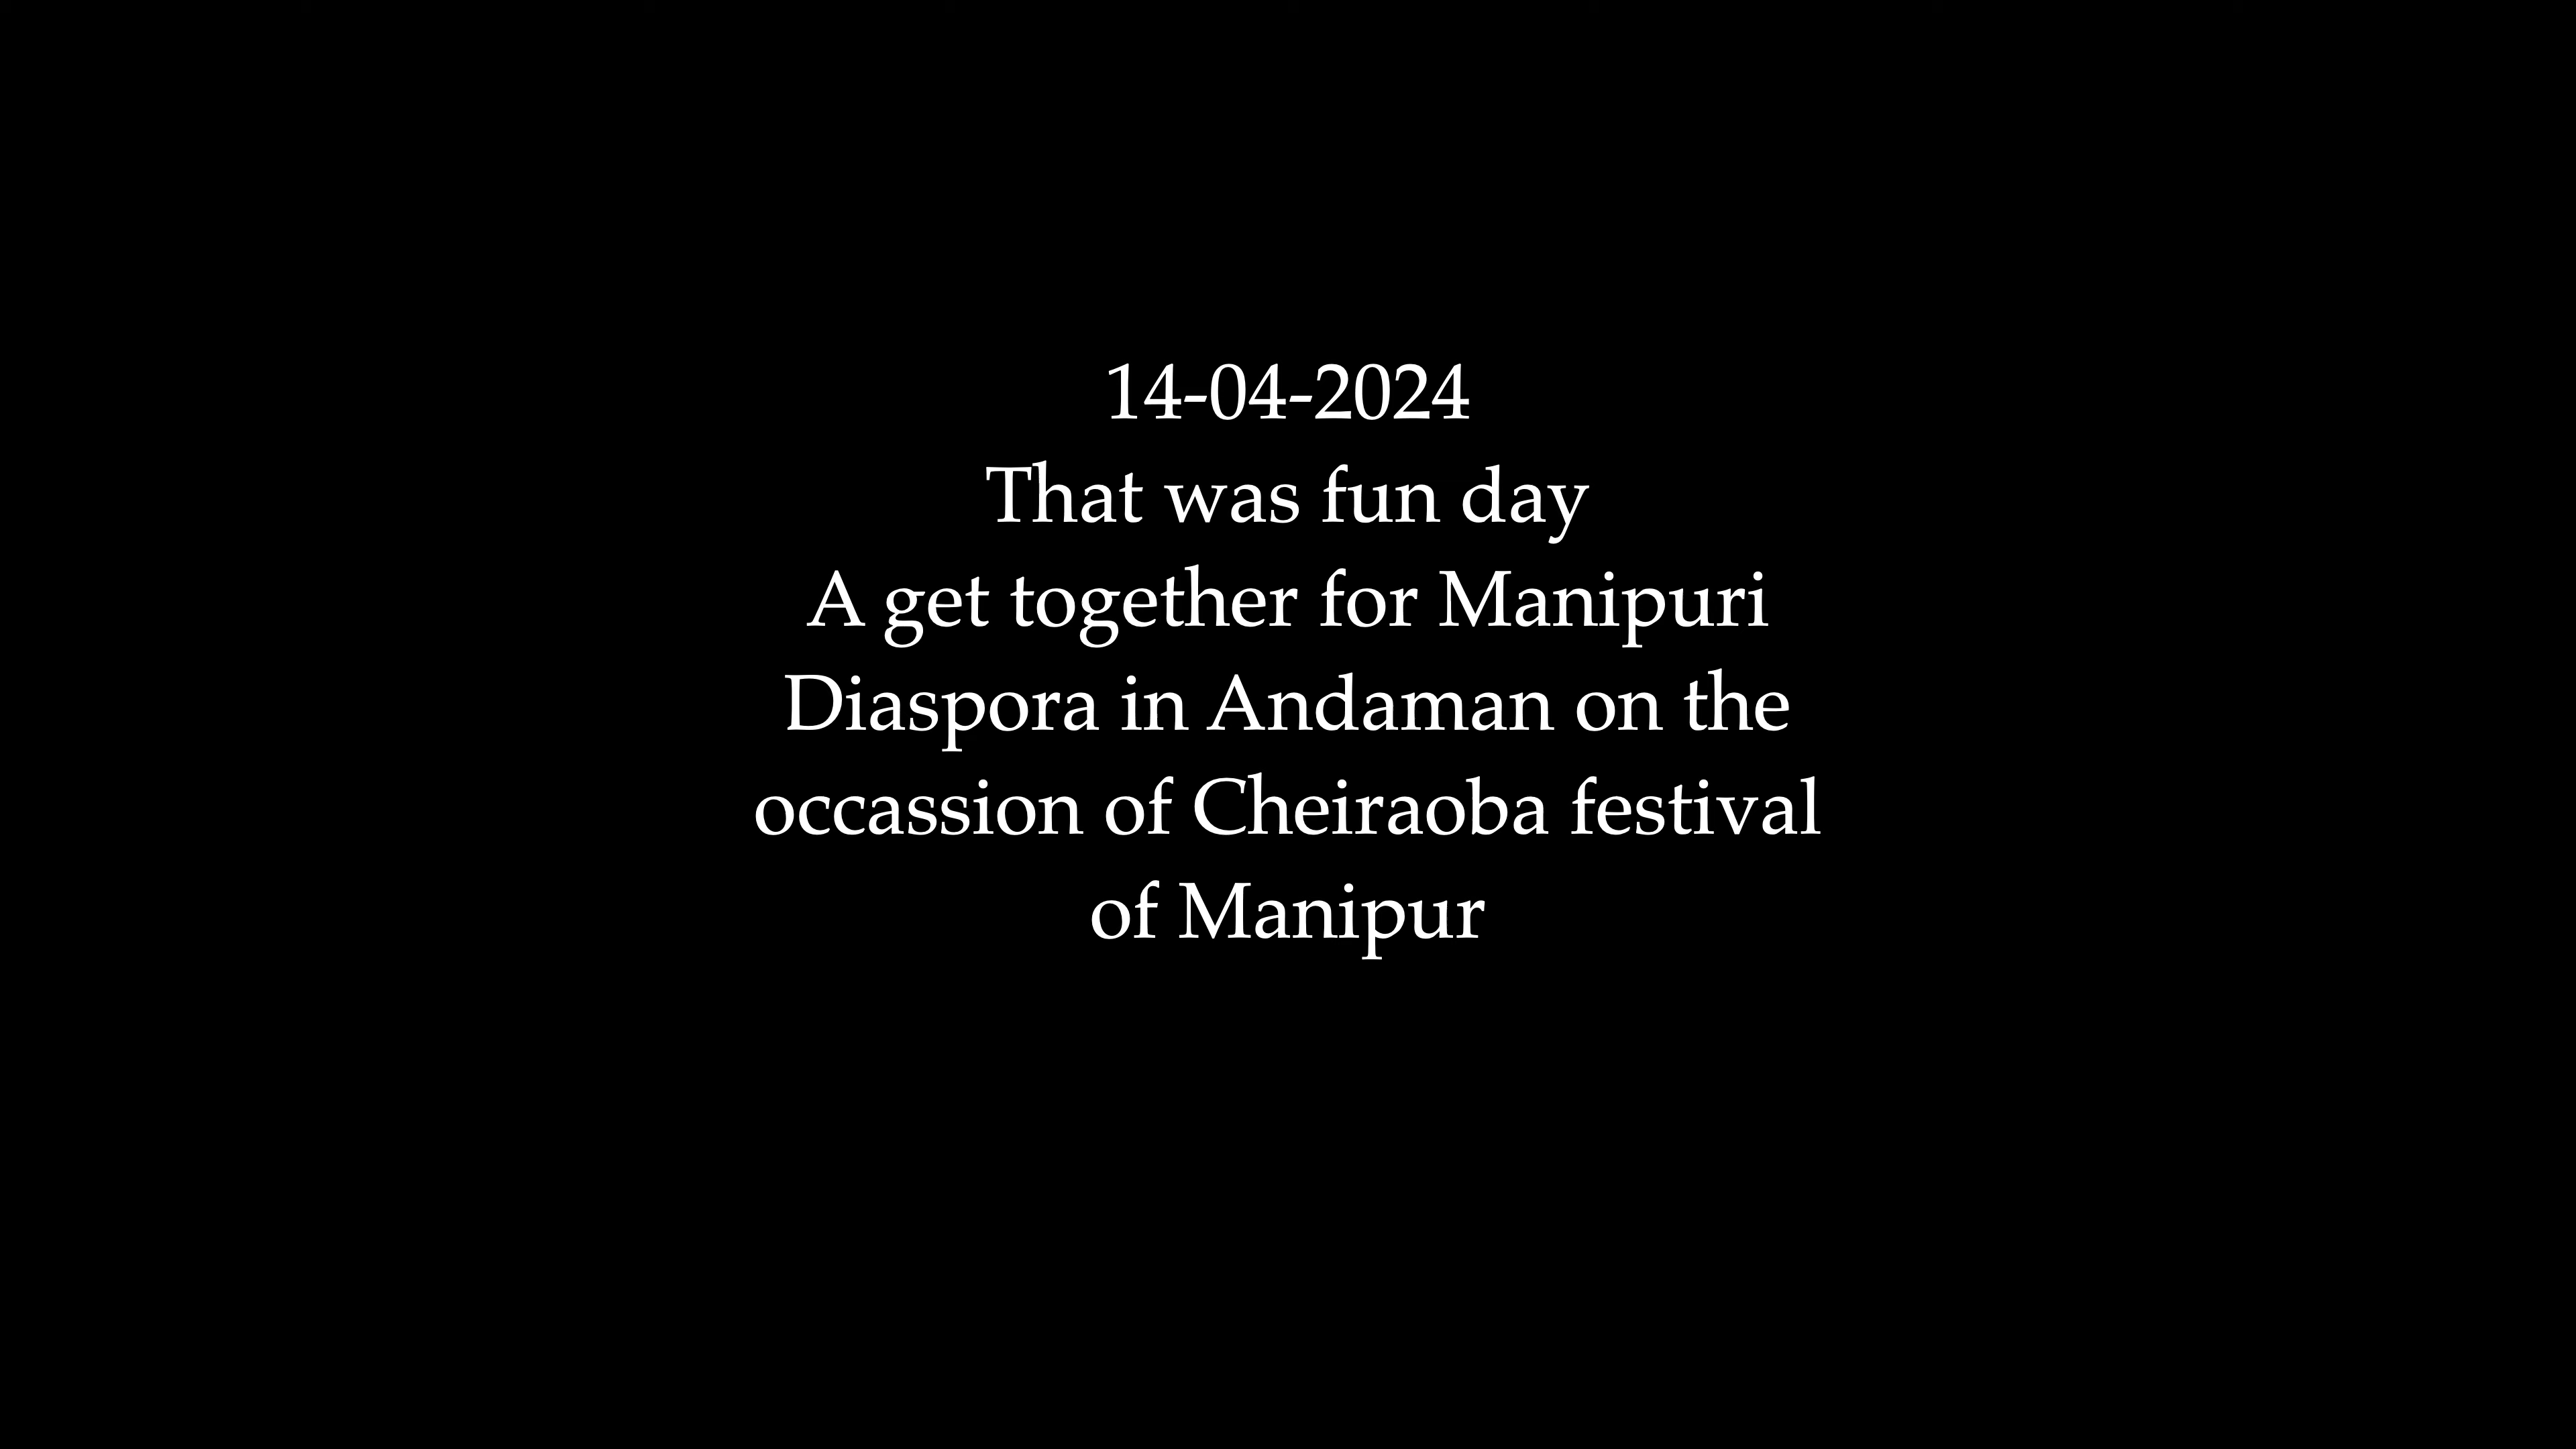 14-04-2024
That was fun day
A get together for Manipuri
Diaspora in Andaman on the
occassion of Cheiraoba festival
of Manipur